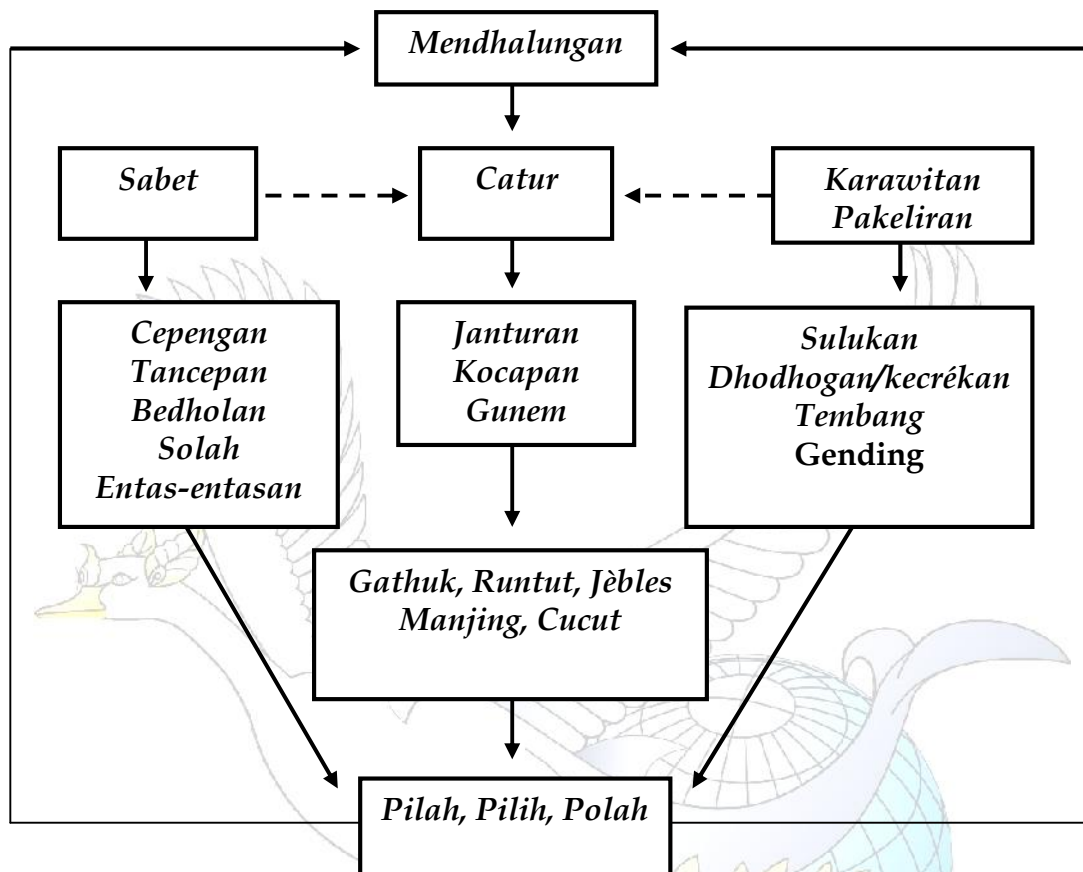 Mendhalungan
Sabet
Catur
Karawitan
Pakeliran
Cepengan
Tancepan
Bedholan
Solah
Entas-entasan
Janturan
Kocapan
Gunem
Sulukan
Dhodhogan/kecrékan
Tembang
Gending
Gathuk, Runtut, Jèbles
Manjing, Cucut
Pilah, Pilih, Polah